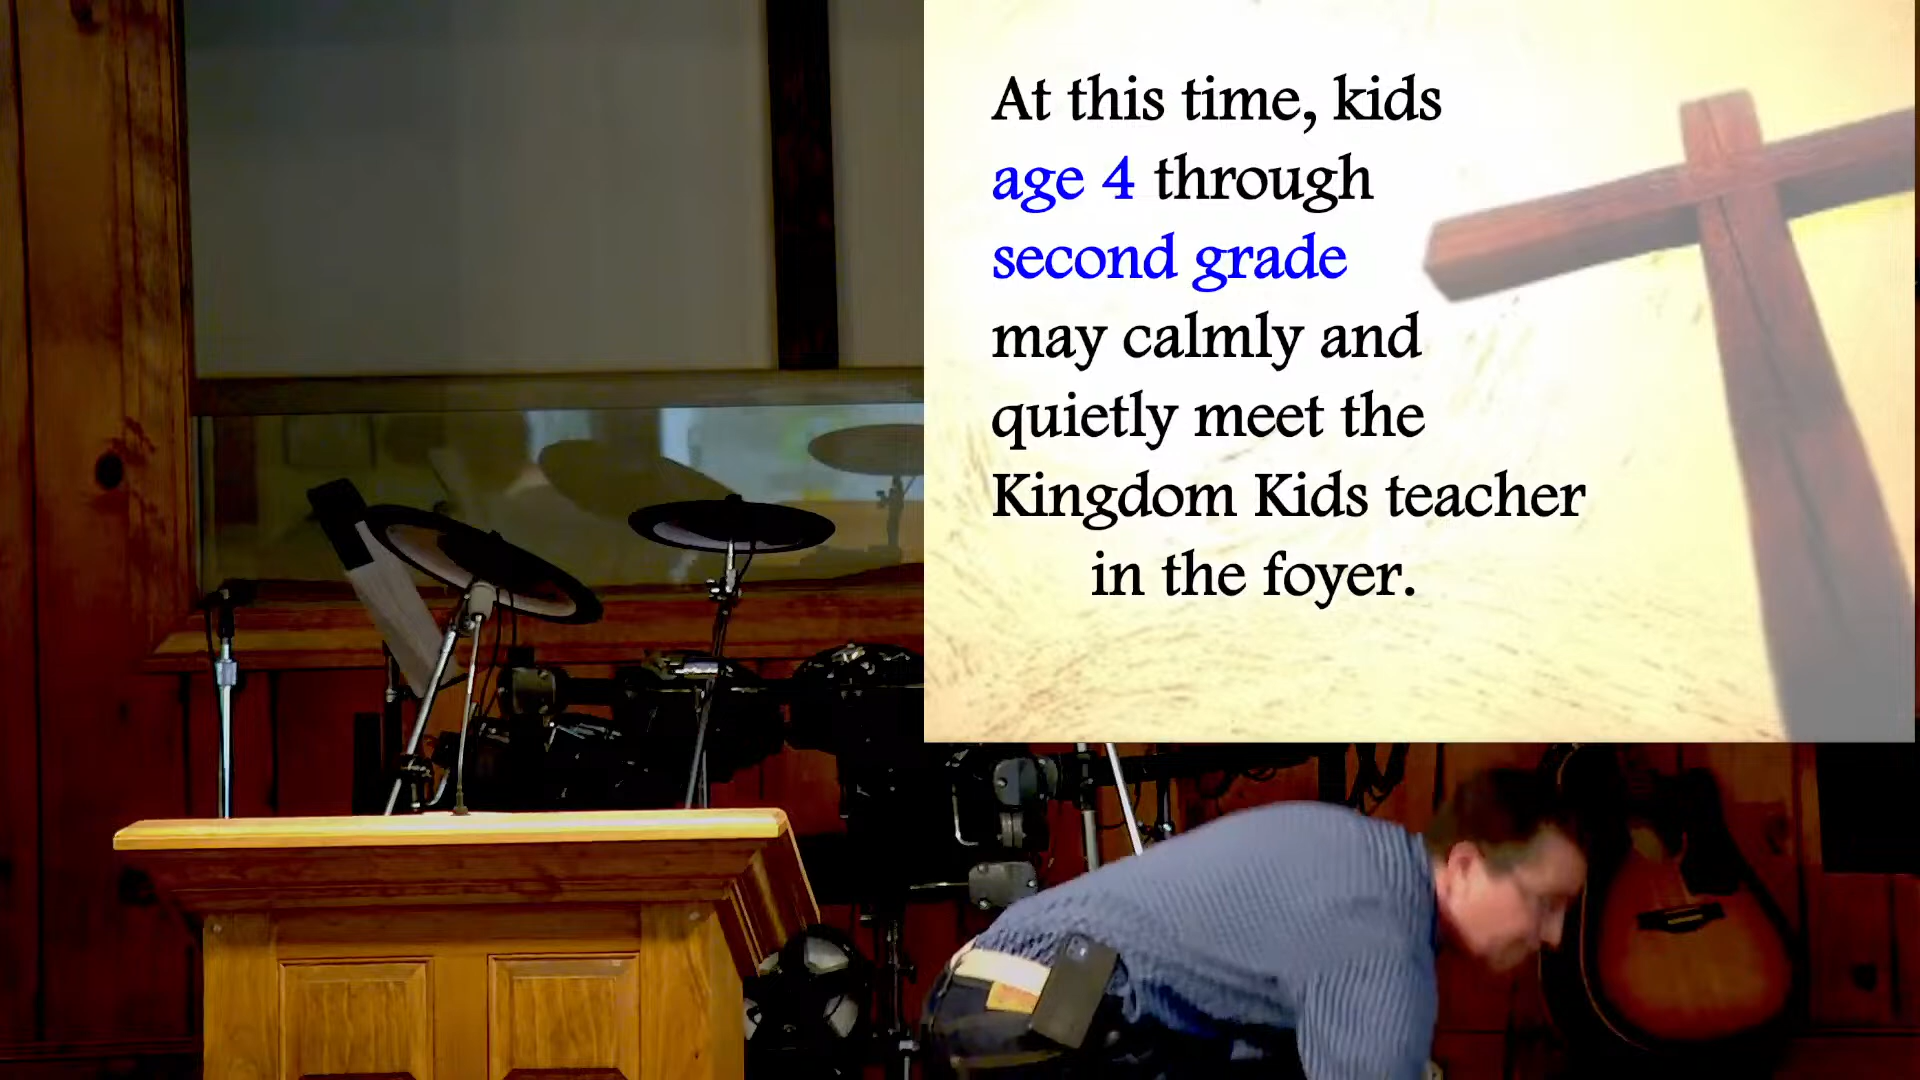 At this time, kids
age 4 through
second grade
may calmly and
quietly meet the
Kingdom Kids teacher
in the foyer.